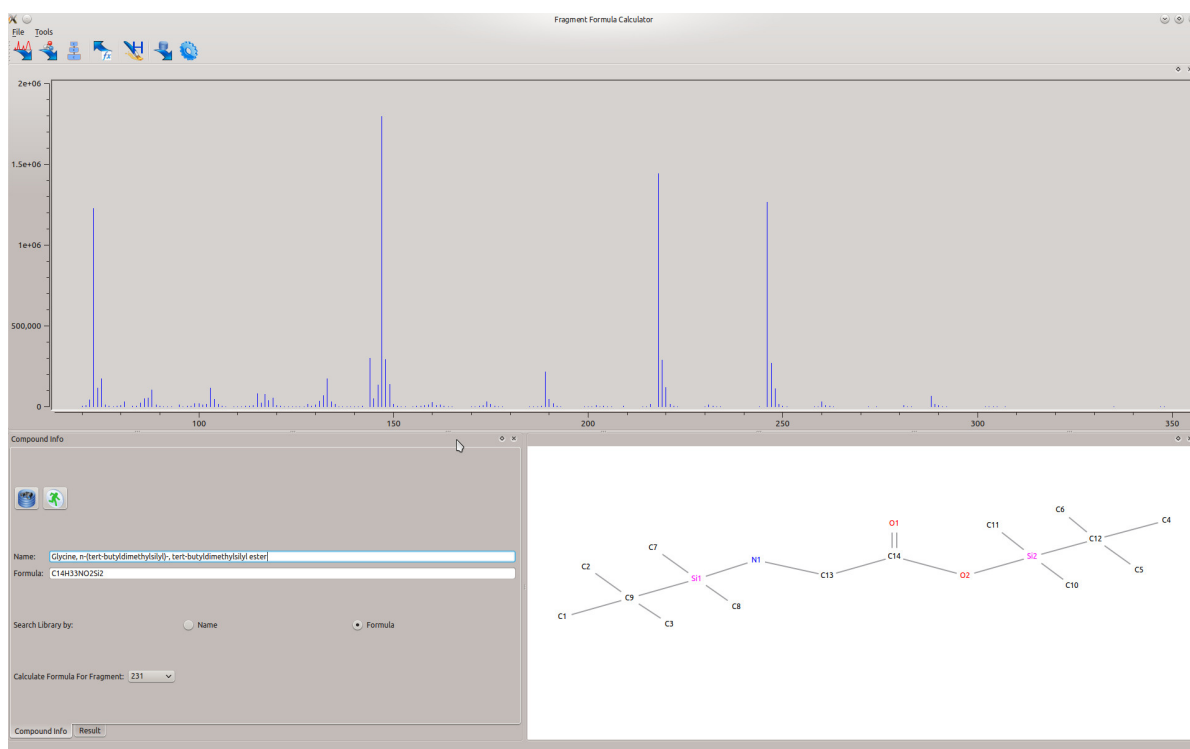 Fragment Formula Calculator
File Tools
fx
2e+06
1.5e+06
1e+06
500,000
0
100 150 200 250 300 350
Compound Info
Name: Glycine, n-(tert-butyldimethylsilyl)-, tert-butyldimethylsilyl ester
Formula: C14H33NO2Si2
Search Library by: Name Formula
Calculate Formula For Fragment: 231
Compound Info Result
C6
C4
O1
C11
C12
C7
Si2
C14
C5
C2
N1
C10
Si1
C13
O2
C9
C8
C1
C3